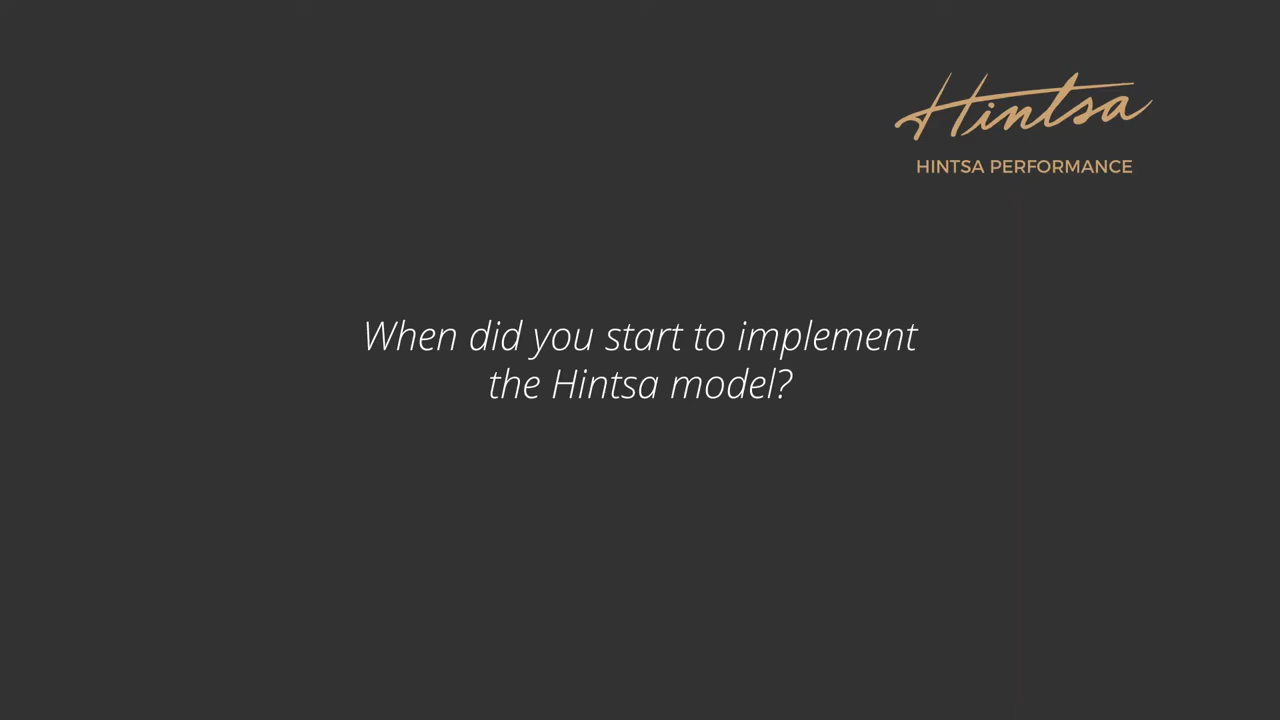 Hintsa
HINTSA PERFORMANCE
When did you start to implement
the Hintsa model?